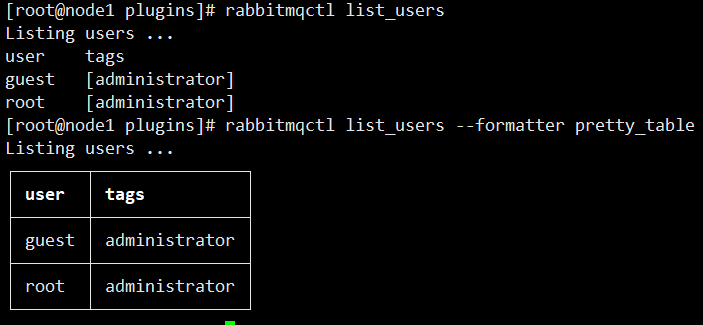 [root@node1 plugins]# rabbitmqctl list_users
Listing users ...
user    tags
guest   [administrator]
root    [administrator]
[root@node1 plugins]# rabbitmqctl list_users --formatter pretty_table
Listing users ...
user    tags
guest   administrator
root    administrator